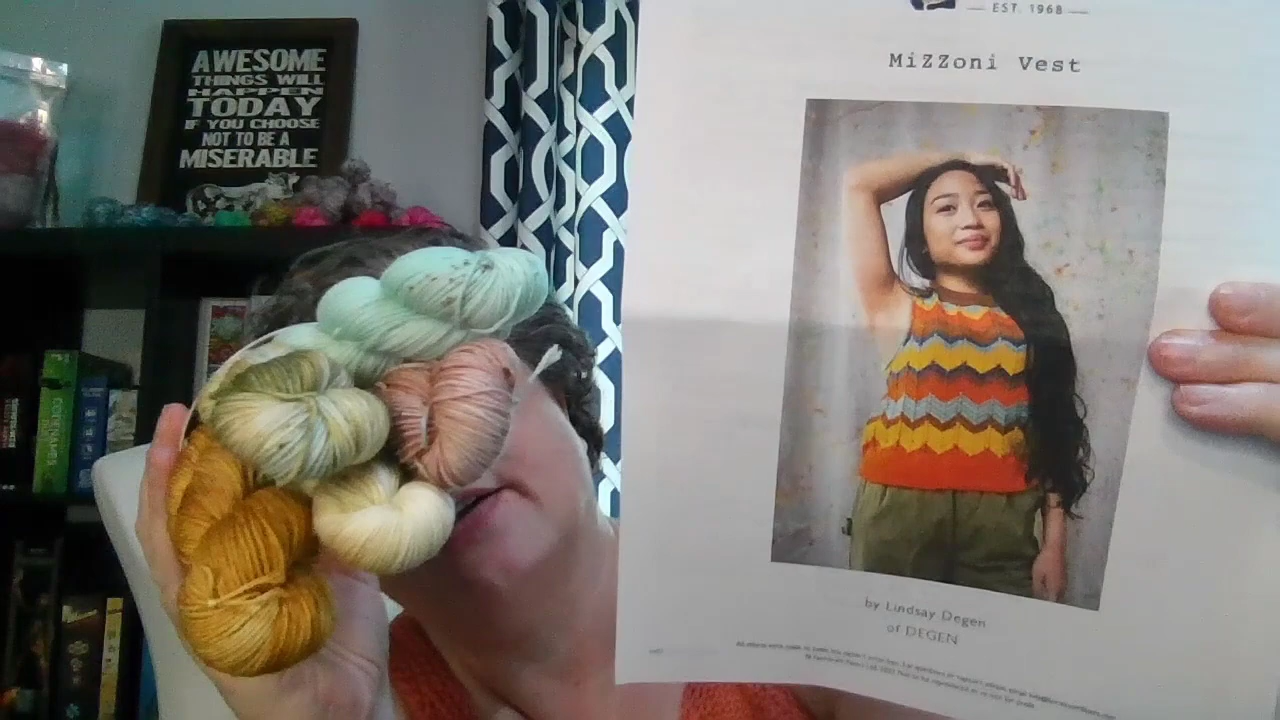 AWESOME
THINGS WILL
HAPPEN
TODAY
IF YOU CHOOSE
NOT TO BE A
MISERABLE
EST. 1968
MiZZoni Vest
by Lindsay Degen
of DEGEN
CODENAMES